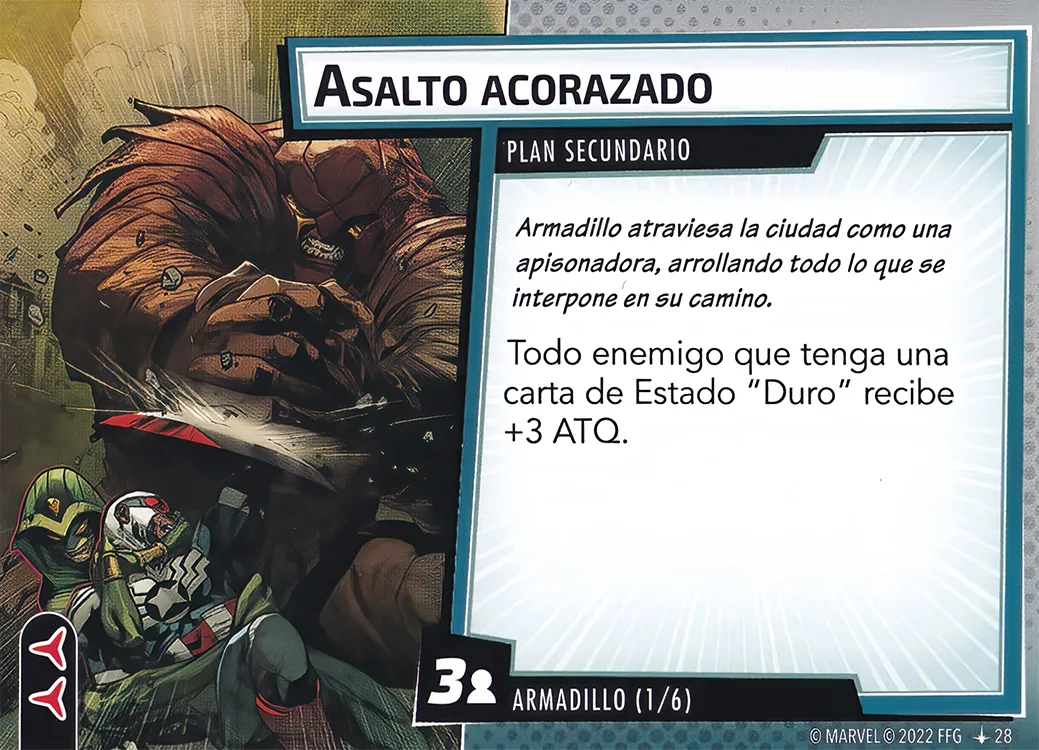 ASALTO ACORAZADO
PLAN SECUNDARIO
Armadillo atraviesa la ciudad como una
apisonadora, arrollando todo lo que se
interpone en su camino.
Todo enemigo que tenga una
carta de Estado “Duro” recibe
+3 ATQ.
3
ARMADILLO (1/6)
© MARVEL © 2022 FFG 28